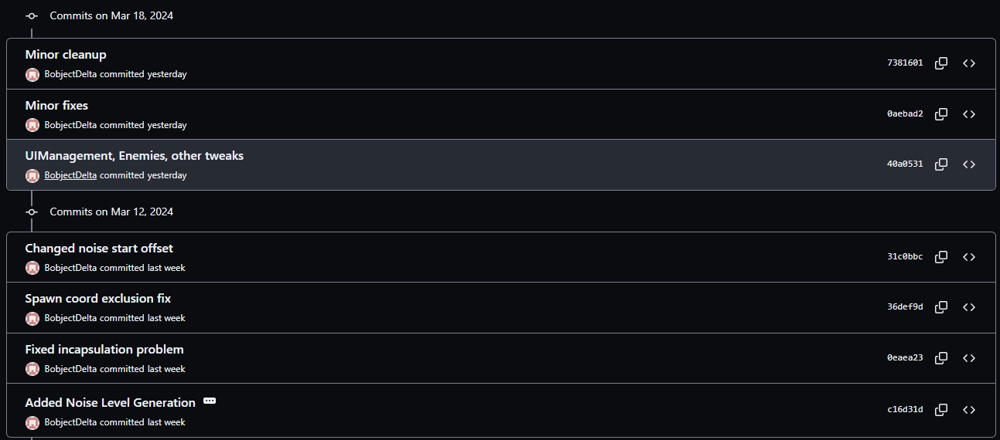 Commits on Mar 18, 2024
Minor cleanup
BobjectDelta committed yesterday
7381601
Minor fixes
BobjectDelta committed yesterday
0aebad2
UIManagement, Enemies, other tweaks
BobjectDelta committed yesterday
40a0531
Commits on Mar 12, 2024
Changed noise start offset
BobjectDelta committed last week
31c0bbc
Spawn coord exclusion fix
BobjectDelta committed last week
36def9d
Fixed incapsulation problem
BobjectDelta committed last week
0eaea23
Added Noise Level Generation
BobjectDelta committed last week
c16d31d